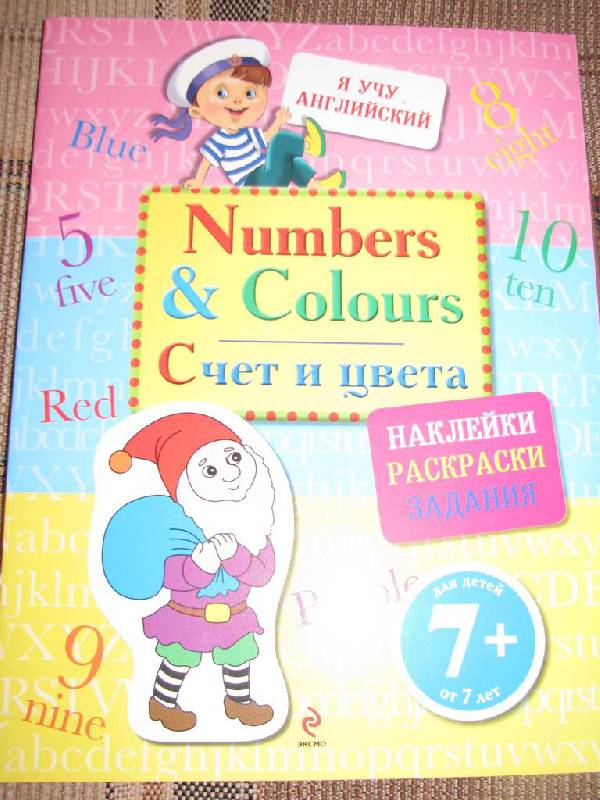 Я УЧУ
АНГЛИЙСКИЙ
Blue
8
eight
5
five
10
ten
Numbers
& Colours
Счет и цвета
Red
НАКЛЕЙКИ
РАСКРАСКИ
ЗАДАНИЯ
для детей
7+
от 7 лет
9
nine
ЭКСМО